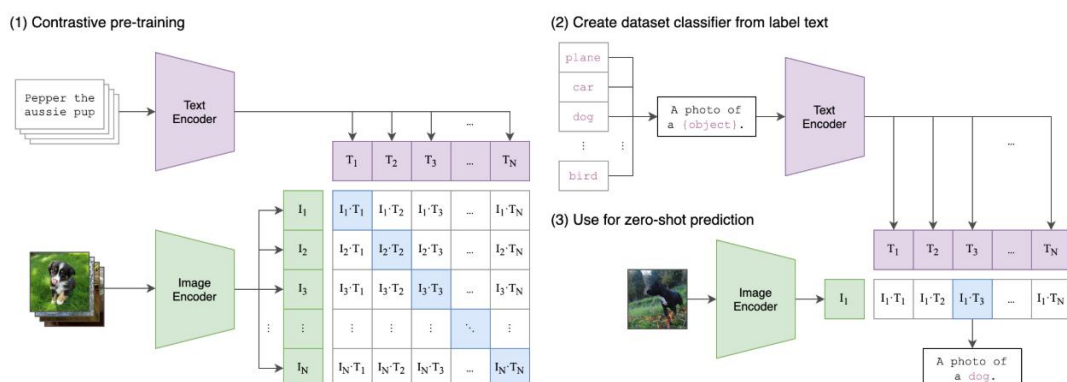 (1) Contrastive pre-training
Pepper the
aussie pup
Text
Encoder
...
T1 T2 T3 ... TN
I1 I1·T1 I1·T2 I1·T3 ... I1·TN
I2 I2·T1 I2·T2 I2·T3 ... I2·TN
Image
Encoder
I3 I3·T1 I3·T2 I3·T3 ... I3·TN
⋮ ⋮ ⋮ ⋮ ⋮ ⋱ ⋮
IN IN·T1 IN·T2 IN·T3 ... IN·TN
(2) Create dataset classifier from label text
plane
car
dog
⋮ ⋮
bird
A photo of
a {object}.
Text
Encoder
...
(3) Use for zero-shot prediction
Image
Encoder
T1 T2 T3 ... TN
I1 I1·T1 I1·T2 I1·T3 ... I1·TN
A photo of
a dog.